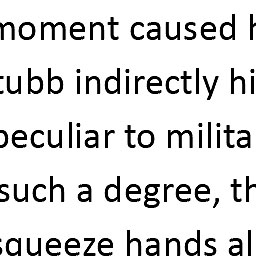 moment caused h
tubb indirectly hi
peculiar to milita
such a degree, th
squeeze hands al